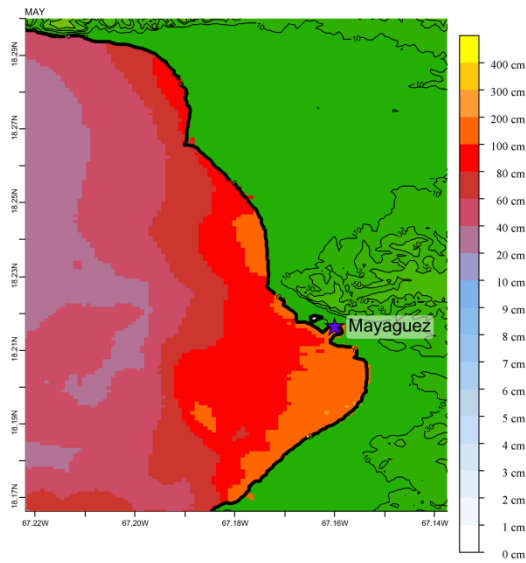 MAY
18.29N
18.27N
18.25N
18.23N
18.21N
18.19N
18.17N
67.22W
67.20W
67.18W
67.16W
67.14W
Mayaguez
400 cm
300 cm
200 cm
100 cm
80 cm
60 cm
40 cm
20 cm
10 cm
9 cm
8 cm
7 cm
6 cm
5 cm
4 cm
3 cm
2 cm
1 cm
0 cm